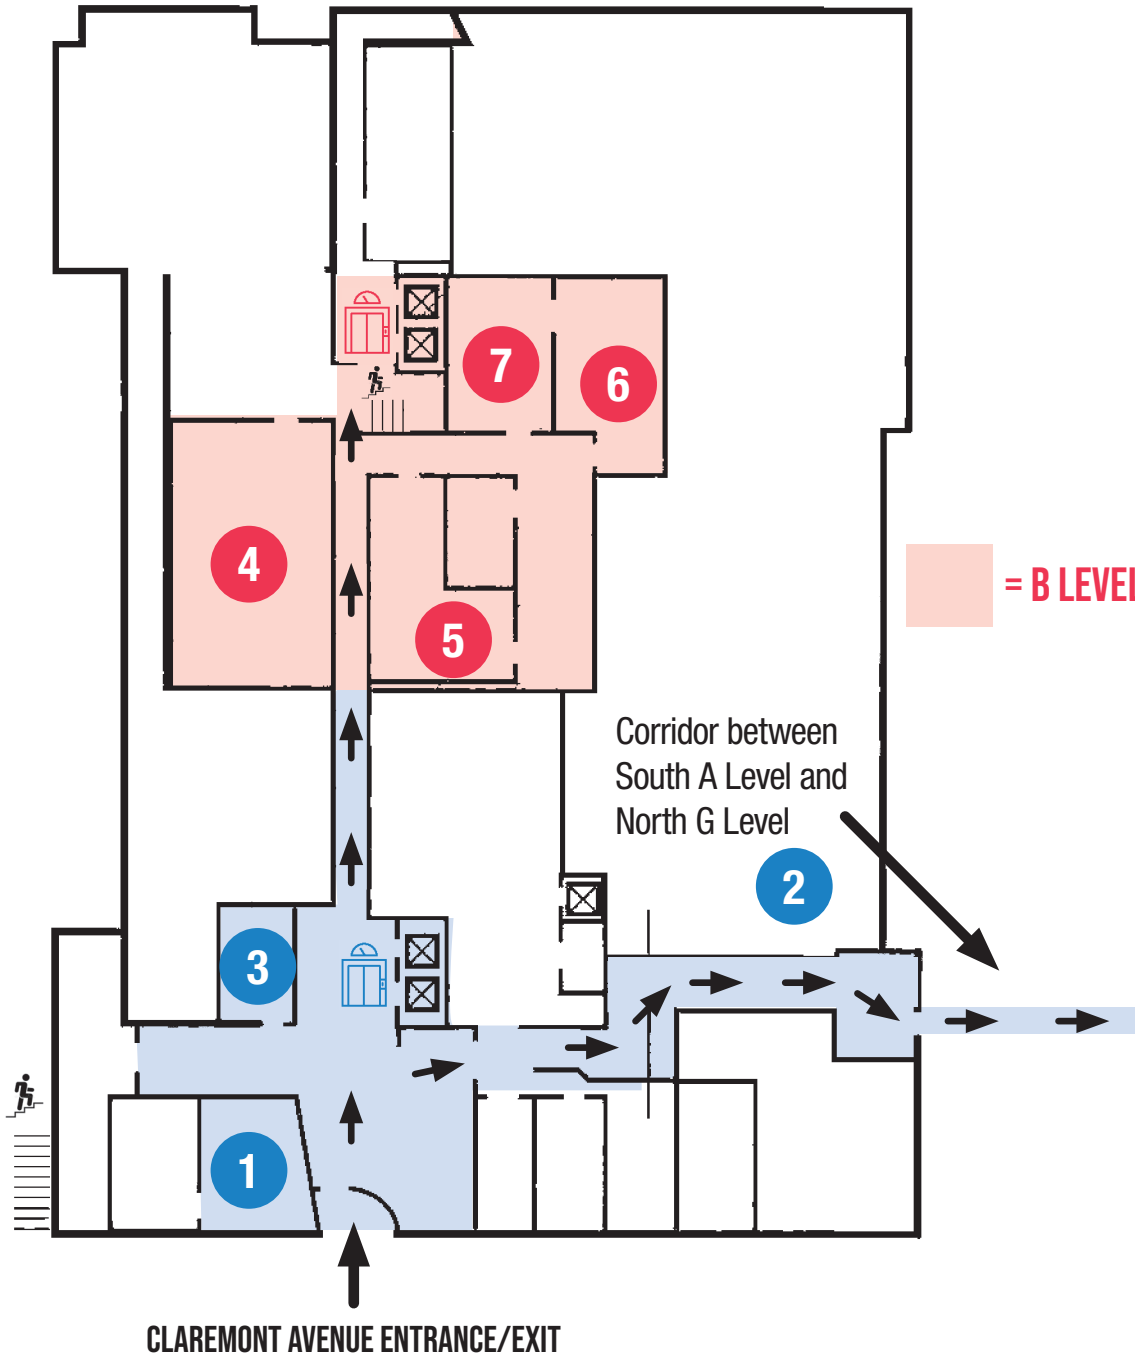 7
6
4
= B LEVEL
5
Corridor between
South A Level and
North G Level
2
3
1
CLAREMONT AVENUE ENTRANCE/EXIT